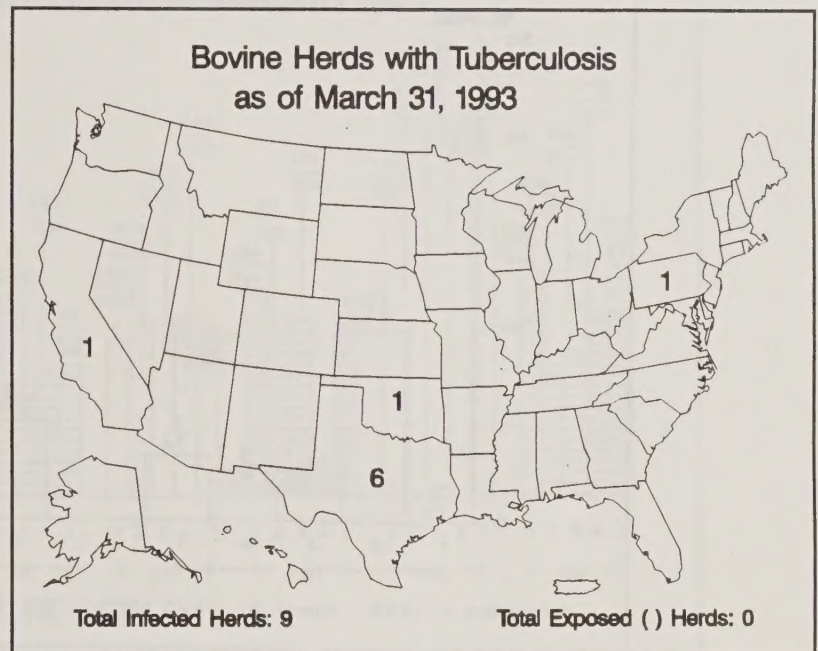 Bovine Herds with Tuberculosis
as of March 31, 1993
1
1
1
6
Total Infected Herds: 9
Total Exposed ( ) Herds: 0